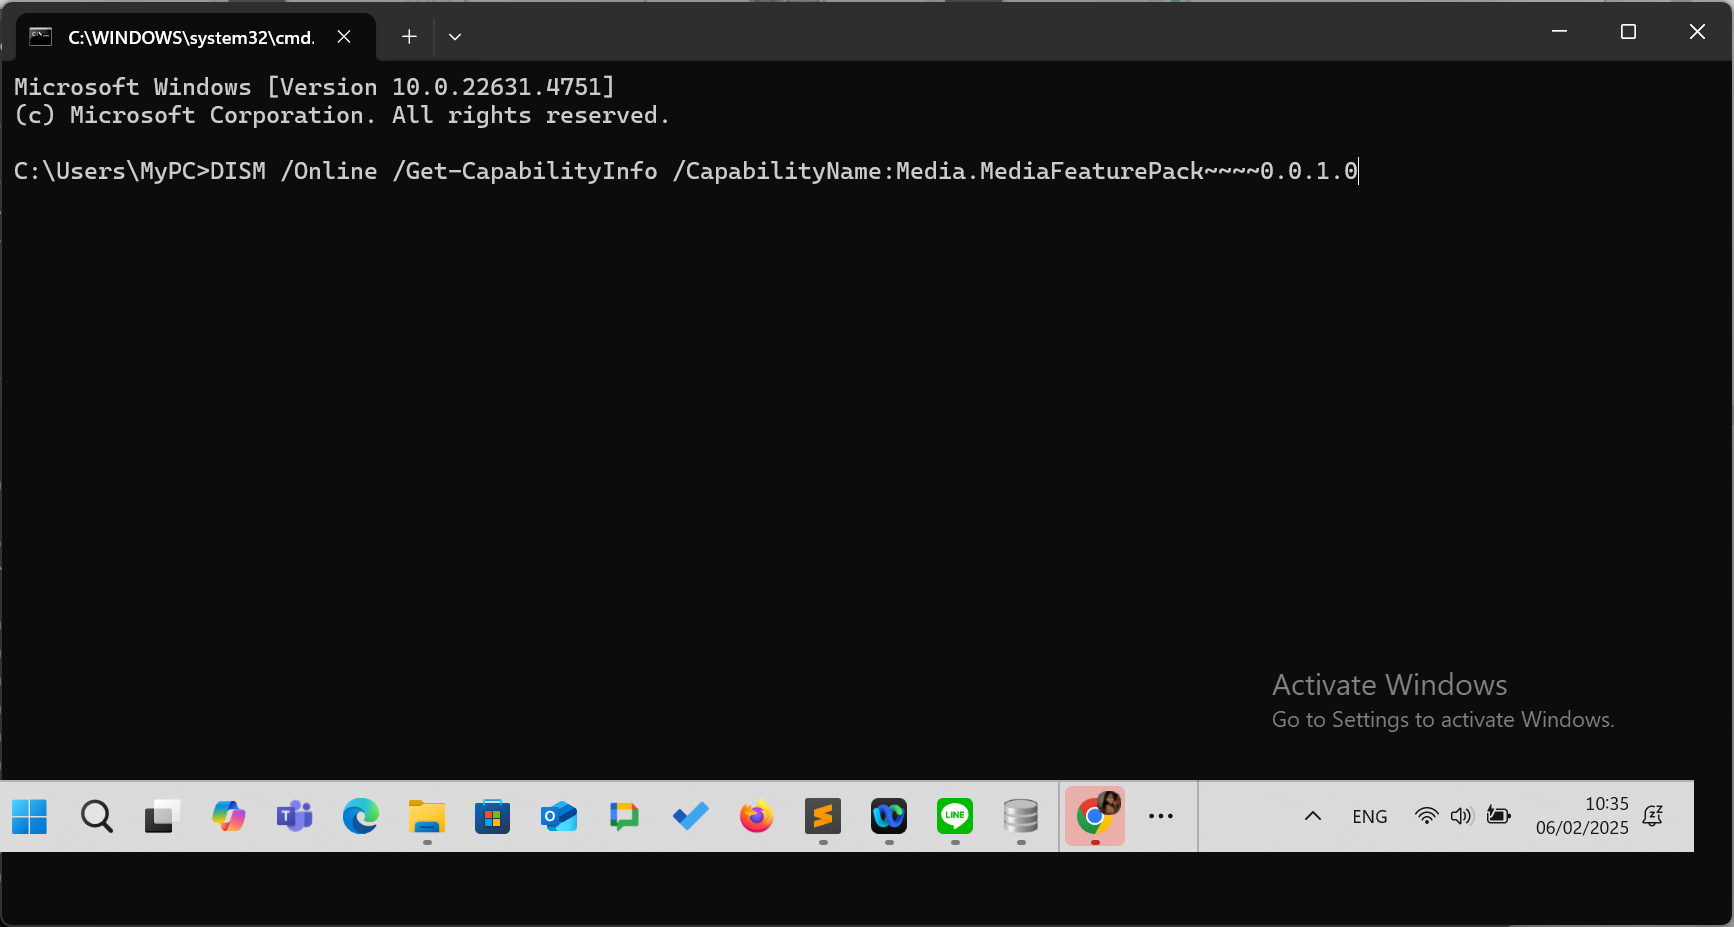 C:\WINDOWS\system32\cmd.
Microsoft Windows [Version 10.0.22631.4751]
(c) Microsoft Corporation. All rights reserved.
C:\Users\MyPC>DISM /Online /Get-CapabilityInfo /CapabilityName:Media.MediaFeaturePack~~~~0.0.1.0
Activate Windows
Go to Settings to activate Windows.
LINE
ENG
10:35
06/02/2025